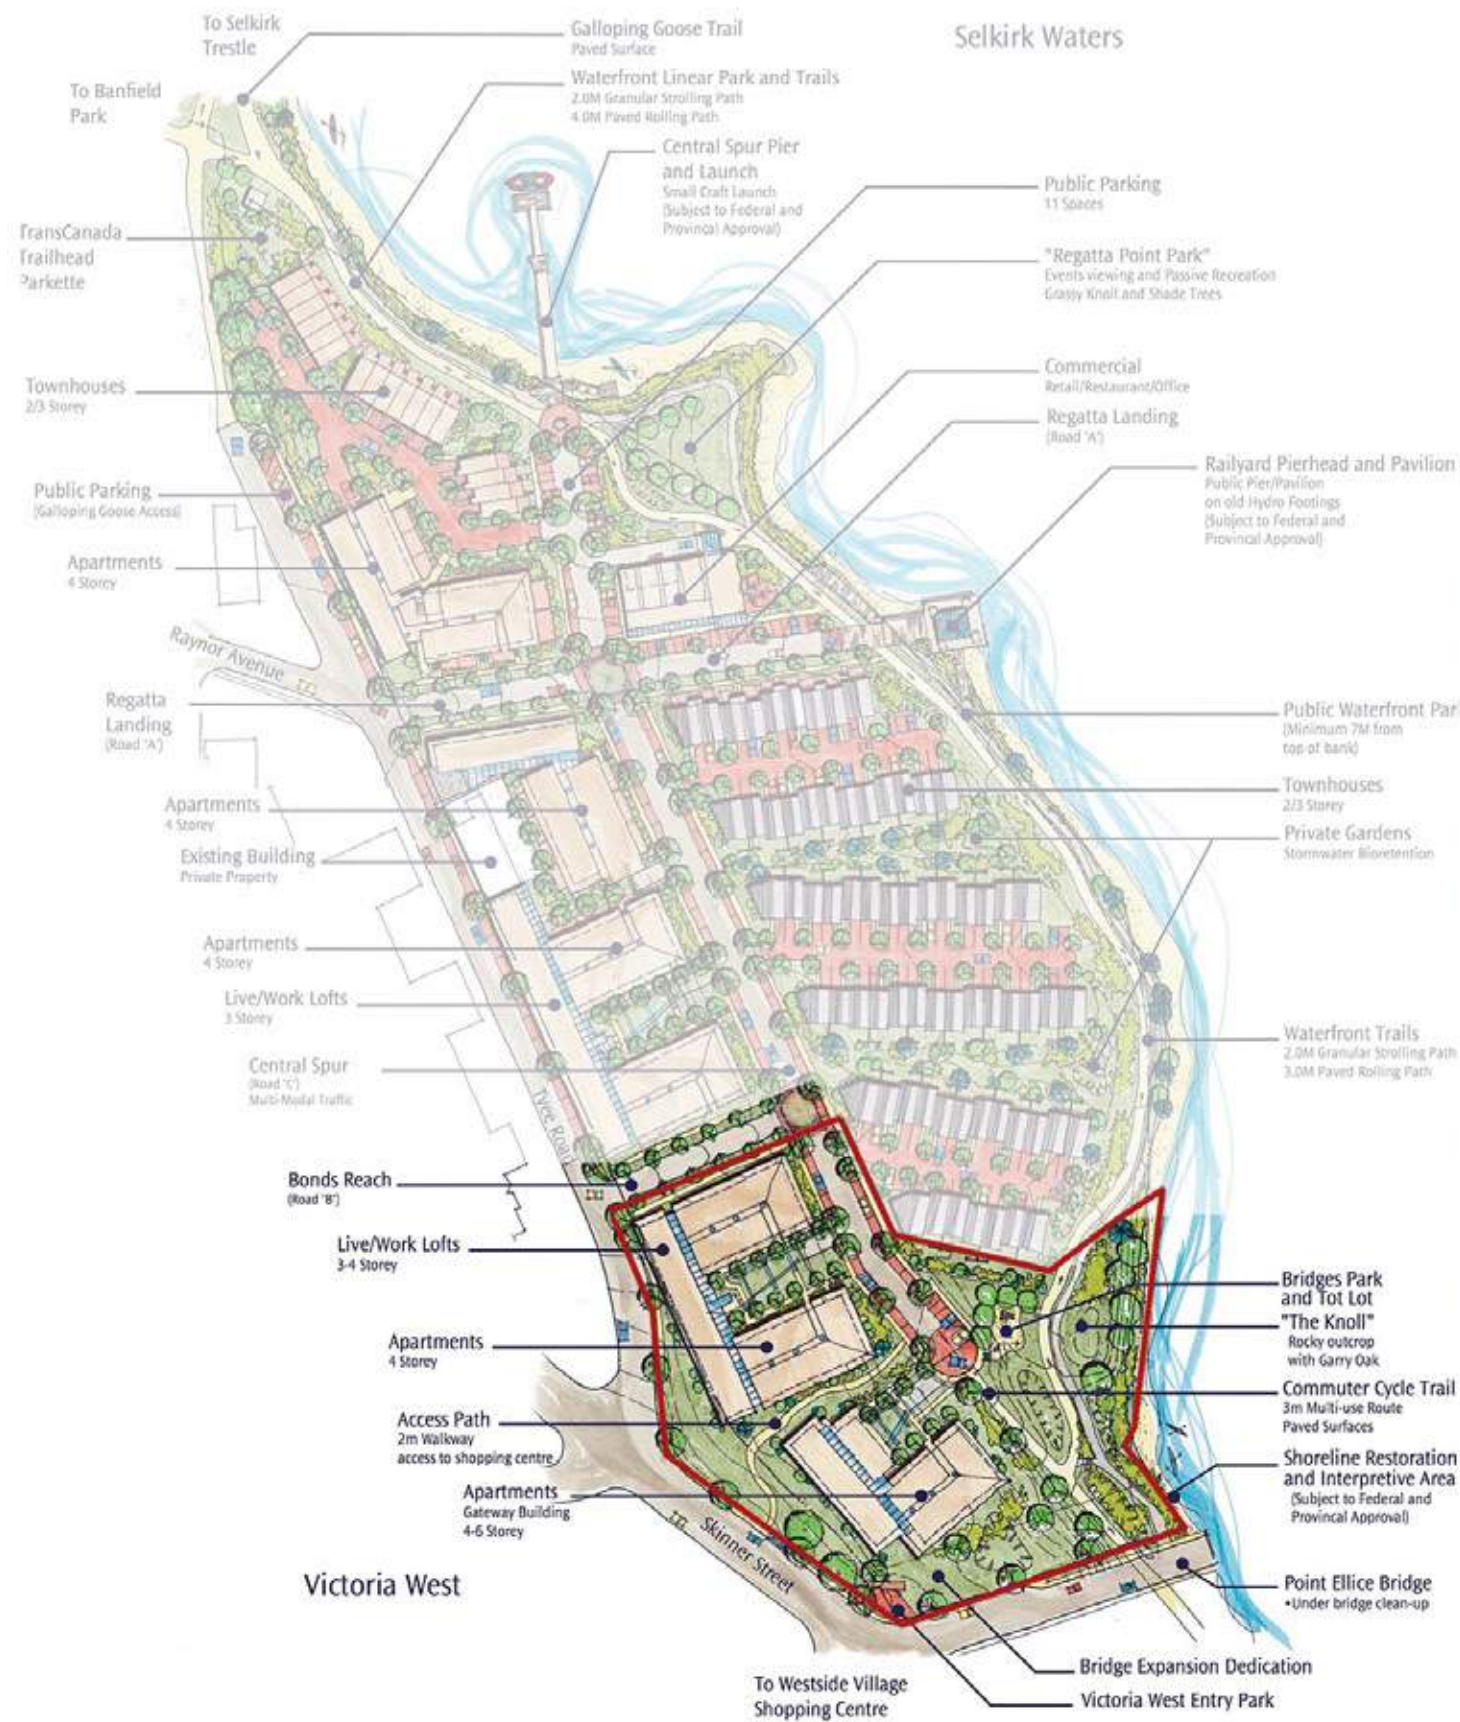 To Selkirk
Trestle
Galloping Goose Trail
Paved Surface
Selkirk Waters
To Banfield
Park
Waterfront Linear Park and Trails
2.0M Granular Strolling Path
4.0M Paved Rolling Path
Central Spur Pier
and Launch
Small Craft Launch
(Subject to Federal and
Provincal Approval)
Public Parking
11 Spaces
TransCanada
Trailhead
Parkette
"Regatta Point Park"
Events viewing and Passive Recreation
Grassy Knoll and Shade Trees
Townhouses
2/3 Storey
Commercial
Retail/Restaurant/Office
Regatta Landing
(Road 'A')
Railyard Pierhead and Pavilion
Public Pier/Pavilion
on old Hydro Footings
(Subject to Federal and
Provincal Approval)
Public Parking
(Galloping Goose Access)
Apartments
4 Storey
Raynor Avenue
Regatta
Landing
(Road 'A')
Public Waterfront Par
(Minimum 7M from
top of bank)
Townhouses
2/3 Storey
Apartments
4 Storey
Private Gardens
Stormwater Bioretention
Existing Building
Private Property
Apartments
4 Storey
Live/Work Lofts
3 Storey
Waterfront Trails
2.0M Granular Strolling Path
3.0M Paved Rolling Path
Central Spur
(Road 'C')
Multi-Modal Traffic
Tyee Road
Bonds Reach
(Road 'B')
Live/Work Lofts
3-4 Storey
Bridges Park
and Tot Lot
"The Knoll"
Rocky outcrop
with Garry Oak
Apartments
4 Storey
Commuter Cycle Trail
3m Multi-use Route
Paved Surfaces
Access Path
2m Walkway
access to shopping centre
Shoreline Restoration
and Interpretive Area
(Subject to Federal and
Provincal Approval)
Apartments
Gateway Building
4-6 Storey
Skinner Street
Victoria West
Point Ellice Bridge
•Under bridge clean-up
Bridge Expansion Dedication
To Westside Village
Shopping Centre
Victoria West Entry Park